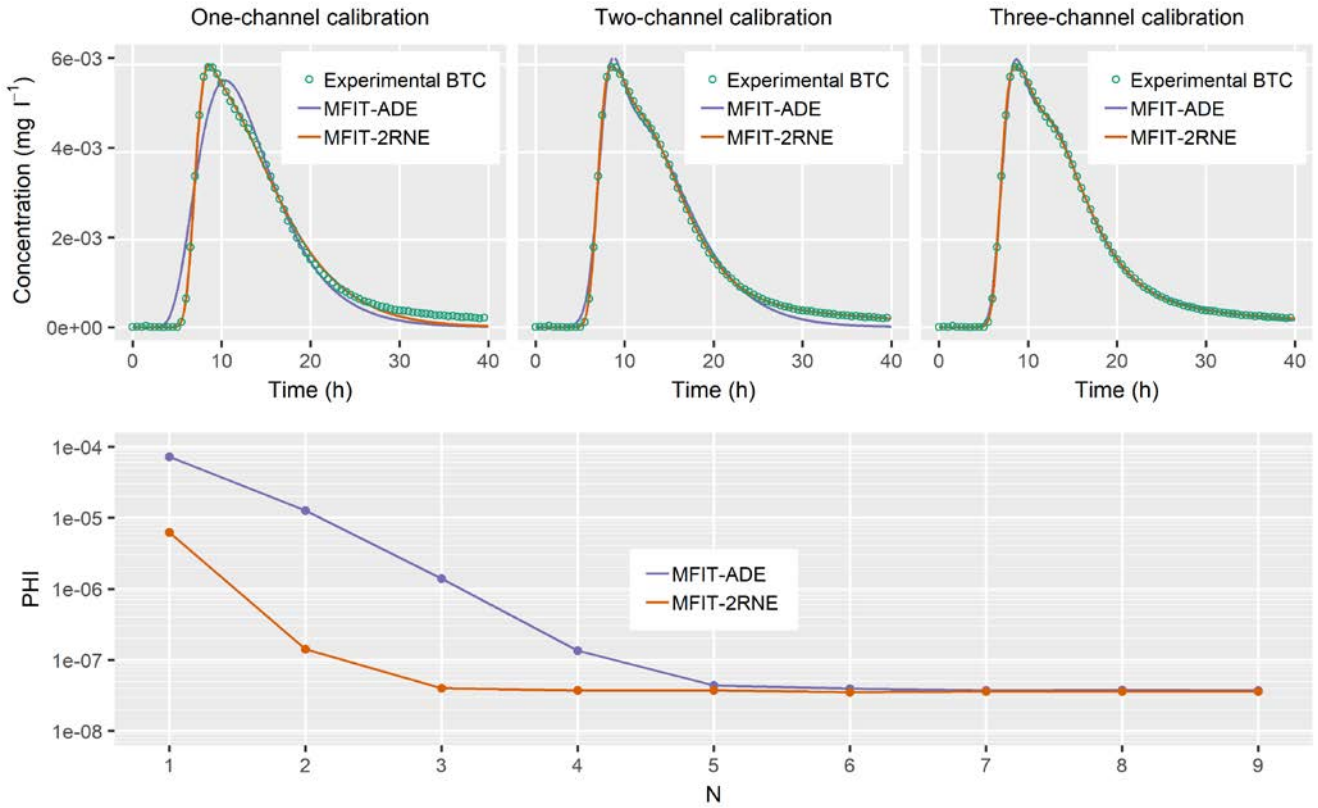 One-channel calibration
Two-channel calibration
Three-channel calibration
Concentration (mg l⁻¹)
6e-03
4e-03
2e-03
0e+00
Experimental BTC
MFIT-ADE
MFIT-2RNE
Experimental BTC
MFIT-ADE
MFIT-2RNE
Experimental BTC
MFIT-ADE
MFIT-2RNE
0 10 20 30 40
0 10 20 30 40
0 10 20 30 40
Time (h)
Time (h)
Time (h)
PHI
1e-04
1e-05
1e-06
1e-07
1e-08
MFIT-ADE
MFIT-2RNE
1 2 3 4 5 6 7 8 9
N